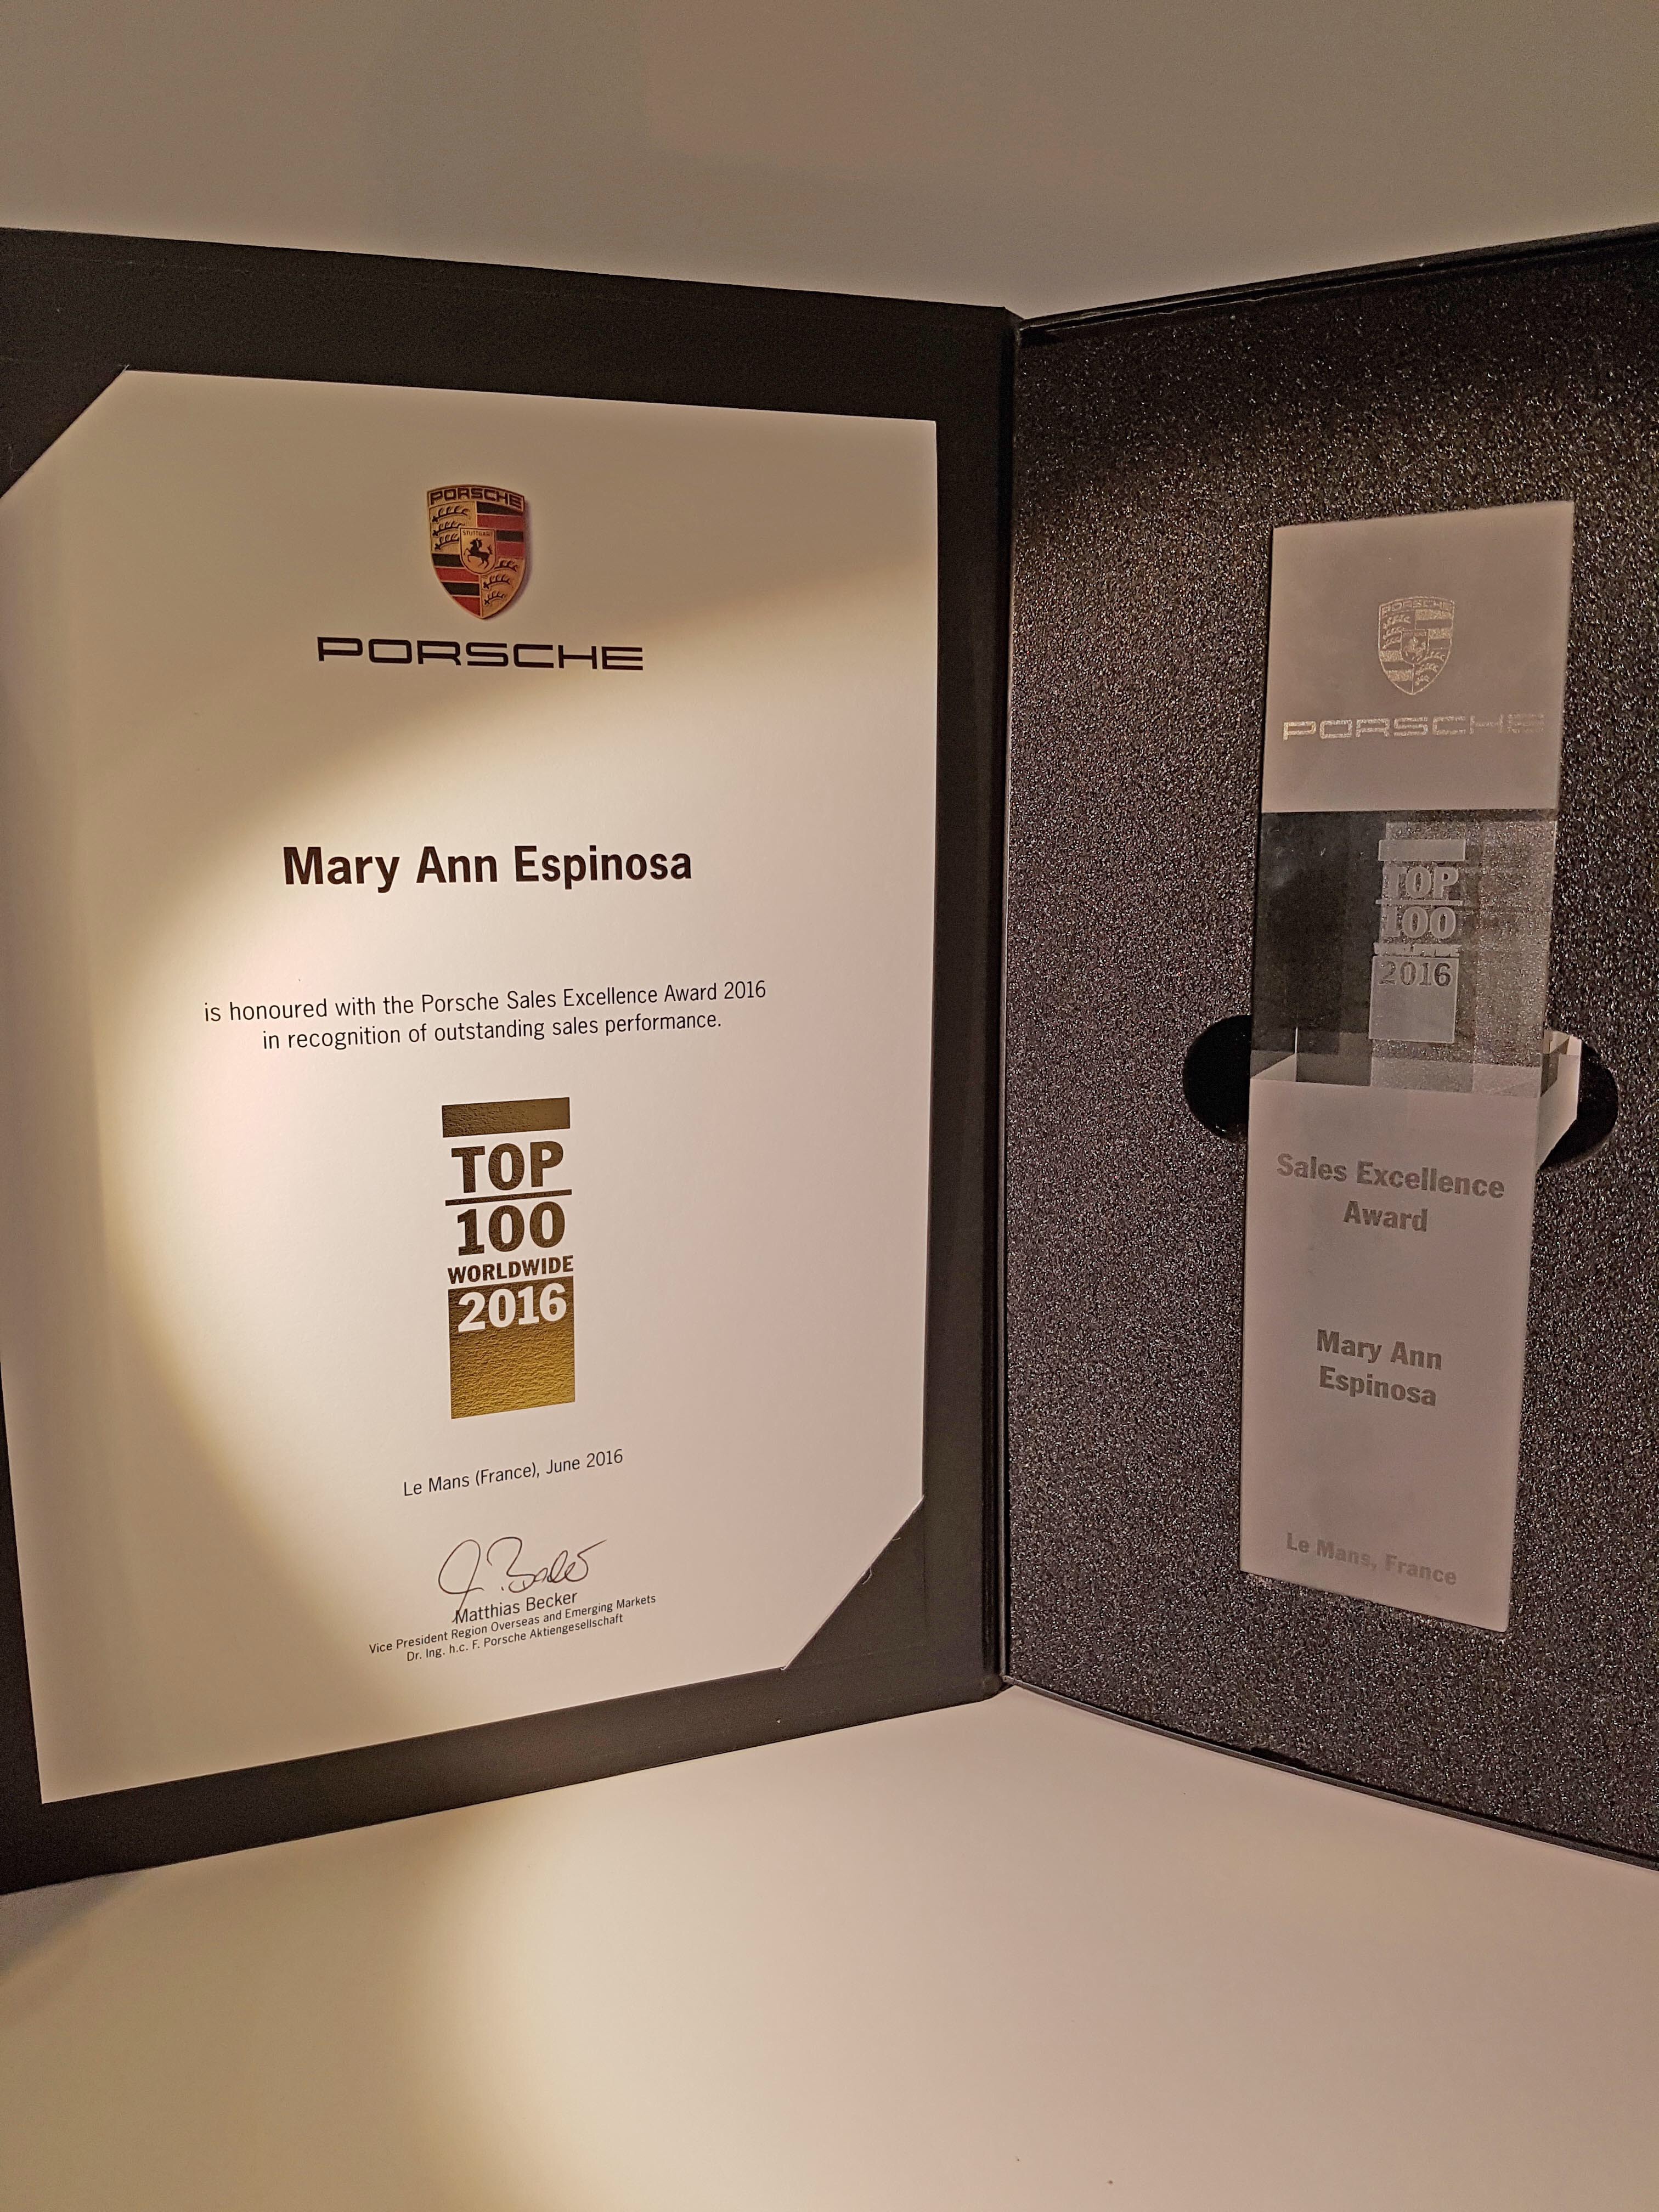 PORSCHE
STUTTGART
PORSCHE
Mary Ann Espinosa
is honoured with the Porsche Sales Excellence Award 2016
in recognition of outstanding sales performance.
TOP
100
WORLDWIDE
2016
Le Mans (France), June 2016
Matthias Becker
Vice President Region Overseas and Emerging Markets
Dr. Ing. h.c. F. Porsche Aktiengesellschaft
PORSCHE
PORSCHE
TOP
100
2016
Sales Excellence
Award
Mary Ann
Espinosa
Le Mans, France